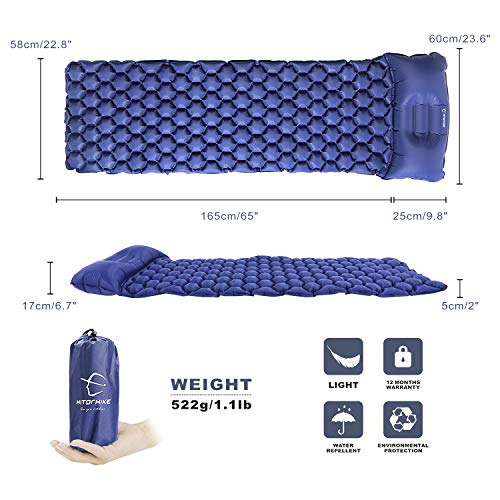 58cm/22.8"
60cm/23.6"
165cm/65"
25cm/9.8"
17cm/6.7"
5cm/2"
HITORHIKE
WEIGHT
522g/1.1lb
LIGHT
12 MONTHS
WARRANTY
WATER
REPELLENT
ENVIRONMENTAL
PROTECTION